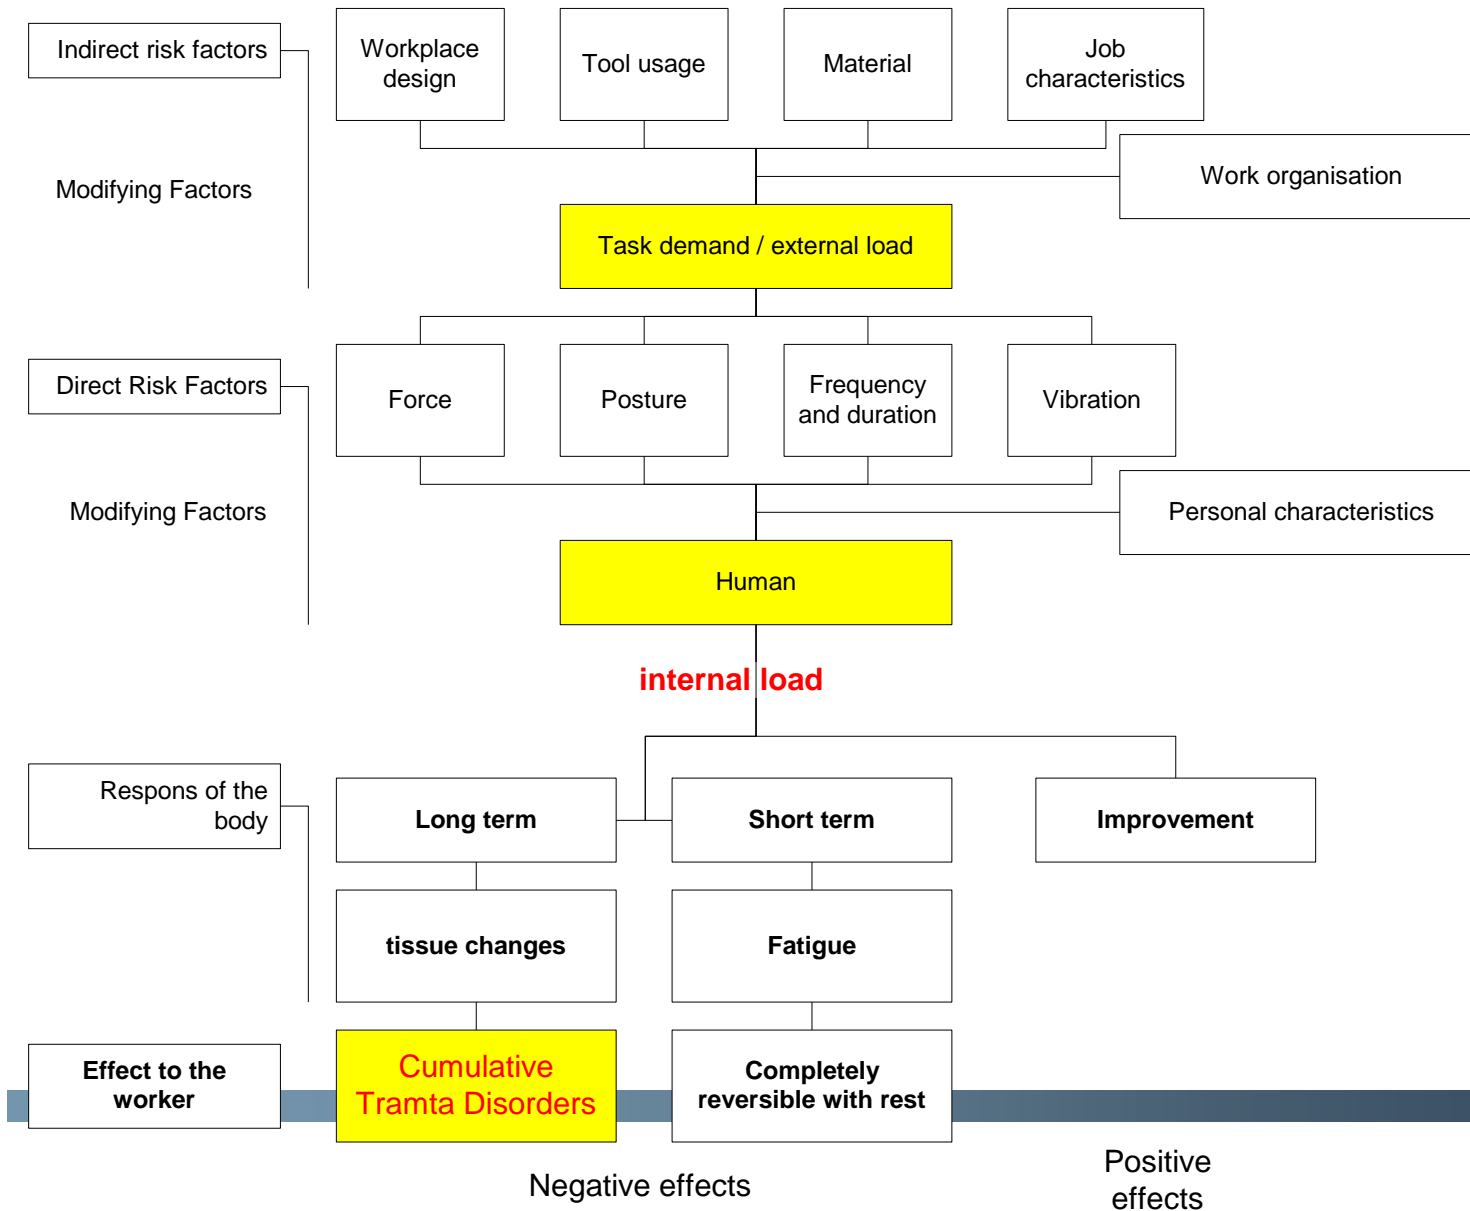 Indirect risk factors
Workplace
design
Tool usage
Material
Job
characteristics
Modifying Factors
Work organisation
Task demand / external load
Direct Risk Factors
Force
Posture
Frequency
and duration
Vibration
Modifying Factors
Personal characteristics
Human
internal load
Respons of the
body
Long term
Short term
Improvement
tissue changes
Fatigue
Effect to the
worker
Cumulative
Tramta Disorders
Completely
reversible with rest
Negative effects
Positive
effects